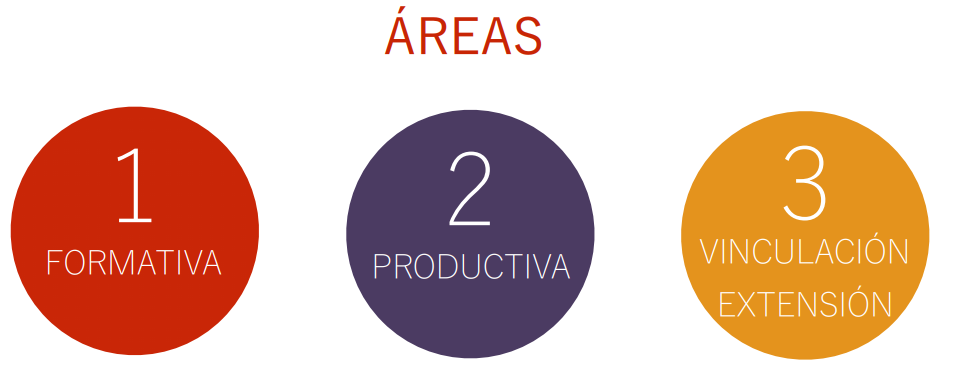 ÁREAS
1
FORMATIVA
2
PRODUCTIVA
3
VINCULACIÓN
EXTENSIÓN